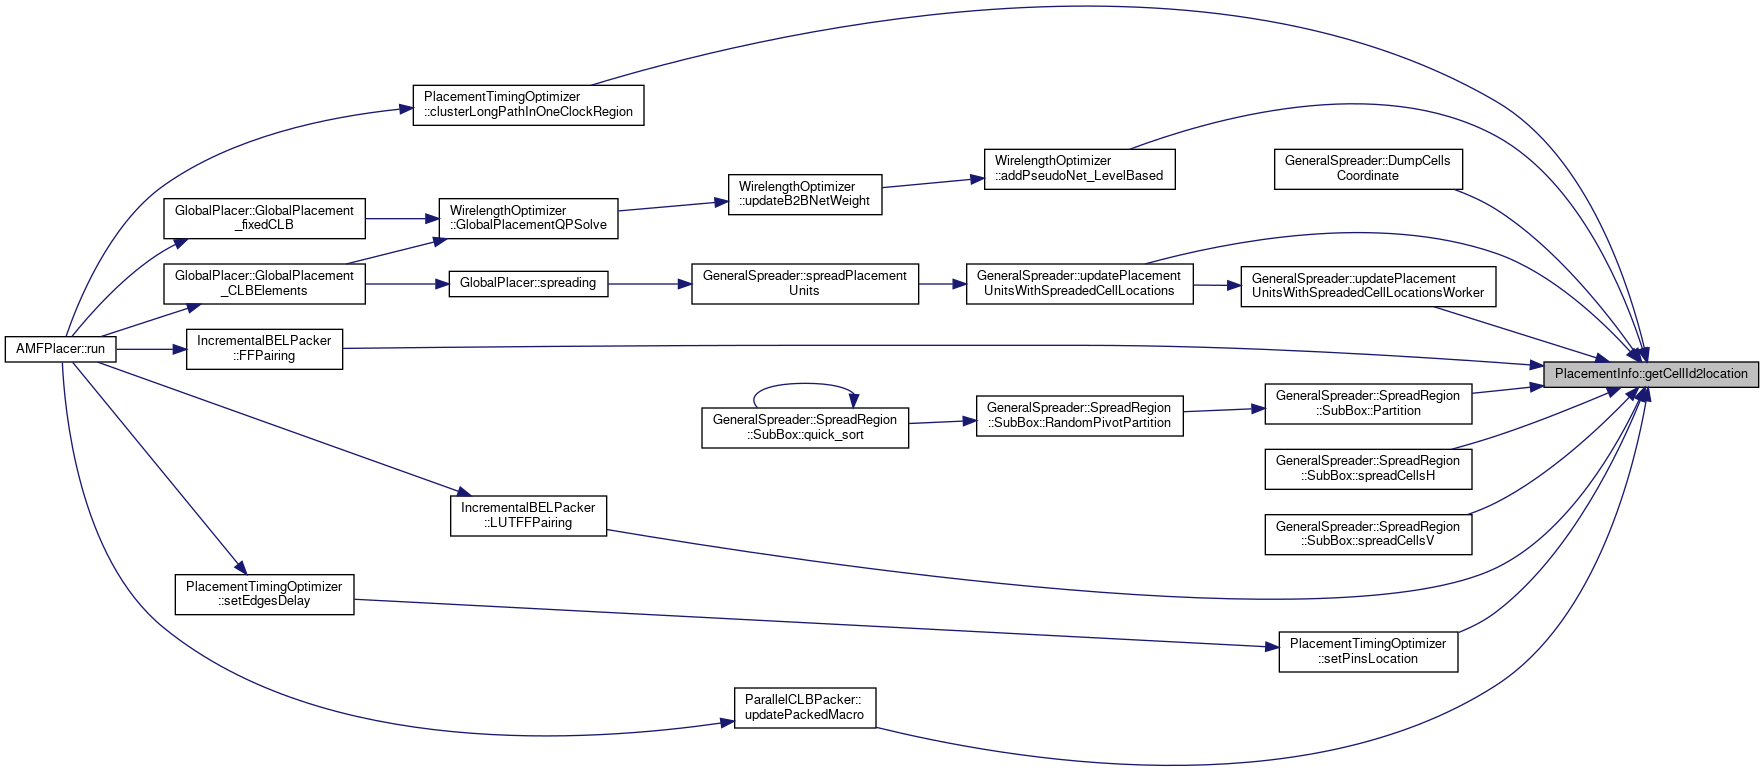 PlacementTimingOptimizer
::clusterLongPathInOneClockRegion
WirelengthOptimizer
::addPseudoNet_LevelBased
GeneralSpreader::DumpCells
Coordinate
WirelengthOptimizer
::updateB2BNetWeight
GlobalPlacer::GlobalPlacement
_fixedCLB
WirelengthOptimizer
::GlobalPlacementQPSolve
GlobalPlacer::GlobalPlacement
_CLBElements
GlobalPlacer::spreading
GeneralSpreader::spreadPlacement
Units
GeneralSpreader::updatePlacement
UnitsWithSpreadedCellLocations
GeneralSpreader::updatePlacement
UnitsWithSpreadedCellLocationsWorker
AMFPlacer::run
IncrementalBELPacker
::FFPairing
PlacementInfo::getCellId2location
GeneralSpreader::SpreadRegion
::SubBox::quick_sort
GeneralSpreader::SpreadRegion
::SubBox::RandomPivotPartition
GeneralSpreader::SpreadRegion
::SubBox::Partition
GeneralSpreader::SpreadRegion
::SubBox::spreadCellsH
IncrementalBELPacker
::LUTFFPairing
GeneralSpreader::SpreadRegion
::SubBox::spreadCellsV
PlacementTimingOptimizer
::setEdgesDelay
PlacementTimingOptimizer
::setPinsLocation
ParallelCLBPacker::
updatePackedMacro